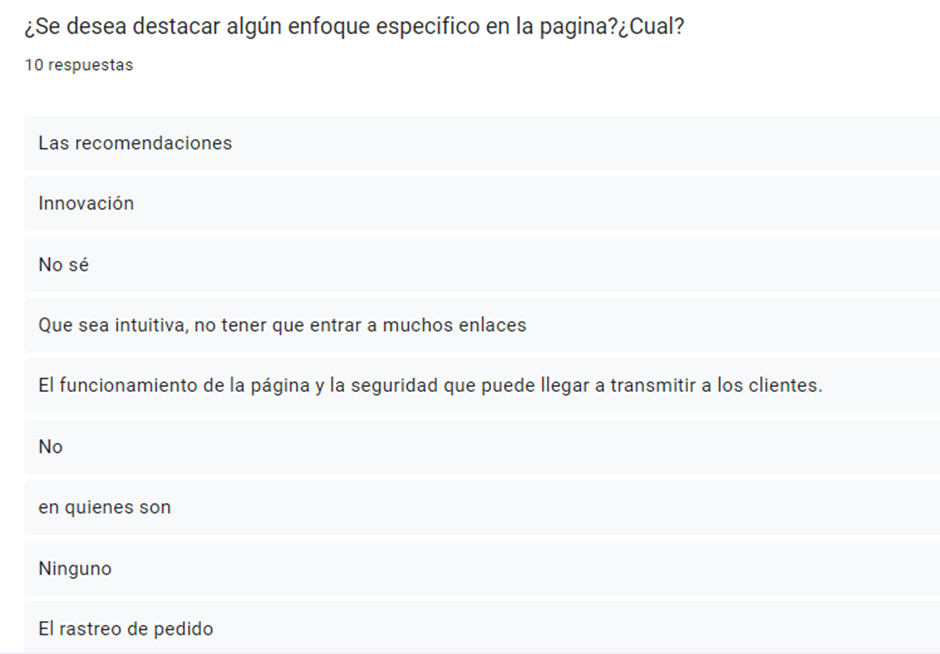 ¿Se desea destacar algún enfoque especifico en la pagina?¿Cual?
10 respuestas
Las recomendaciones
Innovación
No sé
Que sea intuitiva, no tener que entrar a muchos enlaces
El funcionamiento de la página y la seguridad que puede llegar a transmitir a los clientes.
No
en quienes son
Ninguno
El rastreo de pedido